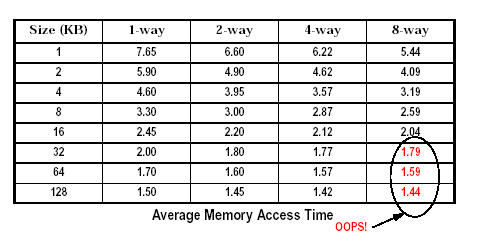 Size (KB) 1-way 2-way 4-way 8-way
1 7.65 6.60 6.22 5.44
2 5.90 4.90 4.62 4.09
4 4.60 3.95 3.57 3.19
8 3.30 3.00 2.87 2.59
16 2.45 2.20 2.12 2.04
32 2.00 1.80 1.77 1.79
64 1.70 1.60 1.57 1.59
128 1.50 1.45 1.42 1.44
Average Memory Access Time
OOPS!